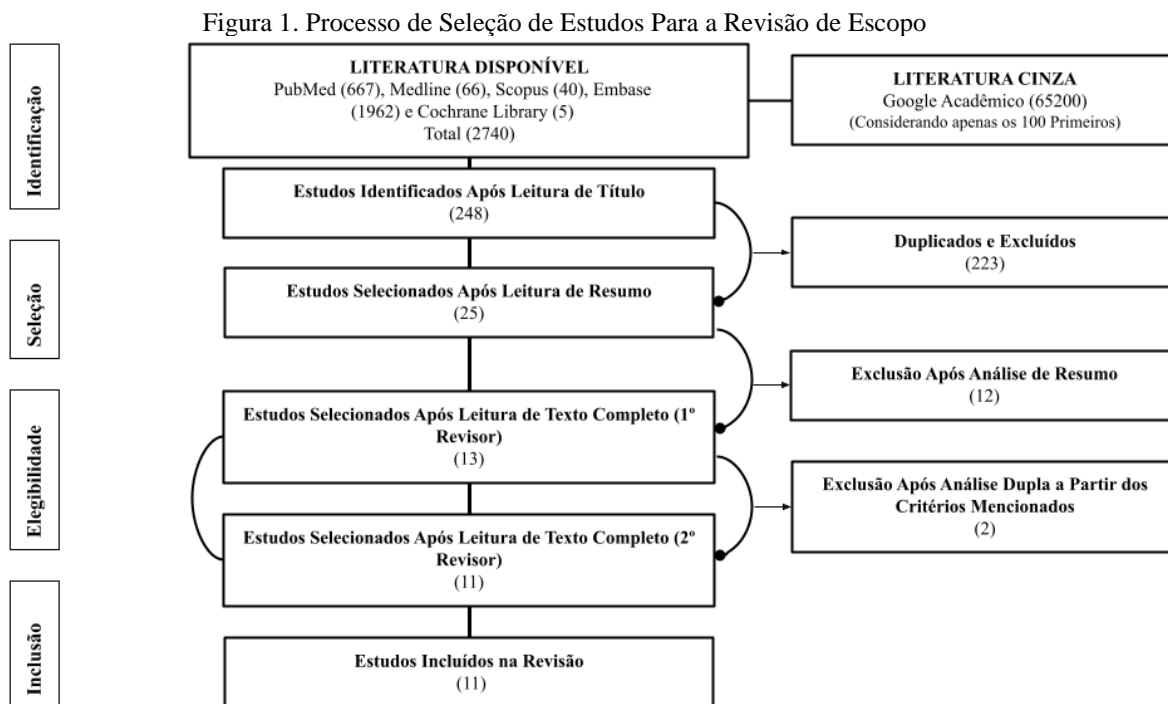 Figura 1. Processo de Seleção de Estudos Para a Revisão de Escopo
Identificação
LITERATURA DISPONÍVEL
PubMed (667), Medline (66), Scopus (40), Embase
(1962) e Cochrane Library (5)
Total (2740)
LITERATURA CINZA
Google Acadêmico (65200)
(Considerando apenas os 100 Primeiros)
Estudos Identificados Após Leitura de Título
(248)
Duplicados e Excluídos
(223)
Seleção
Estudos Selecionados Após Leitura de Resumo
(25)
Exclusão Após Análise de Resumo
(12)
Elegibilidade
Estudos Selecionados Após Leitura de Texto Completo (1º
Revisor)
(13)
Exclusão Após Análise Dupla a Partir dos
Critérios Mencionados
(2)
Estudos Selecionados Após Leitura de Texto Completo (2º
Revisor)
(11)
Inclusão
Estudos Incluídos na Revisão
(11)